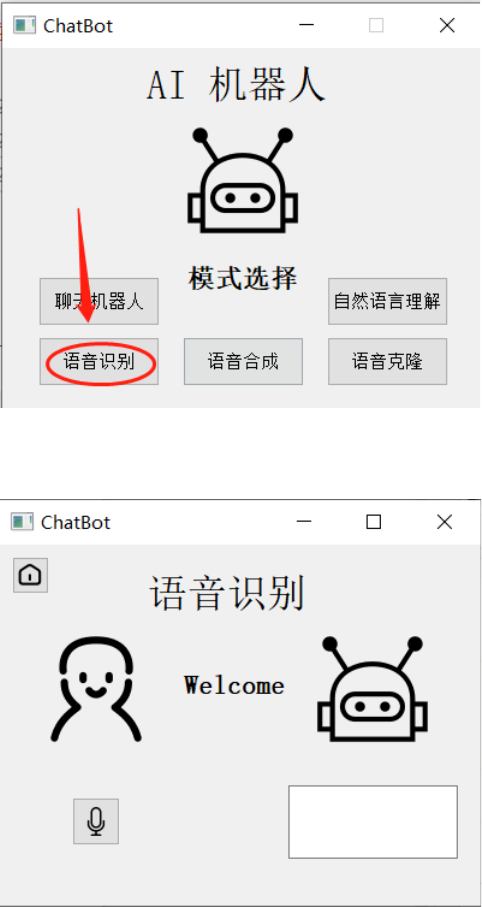 ChatBot
AI 机器人
模式选择
聊天机器人
自然语言理解
语音识别
语音合成
语音克隆
ChatBot
语音识别
Welcome